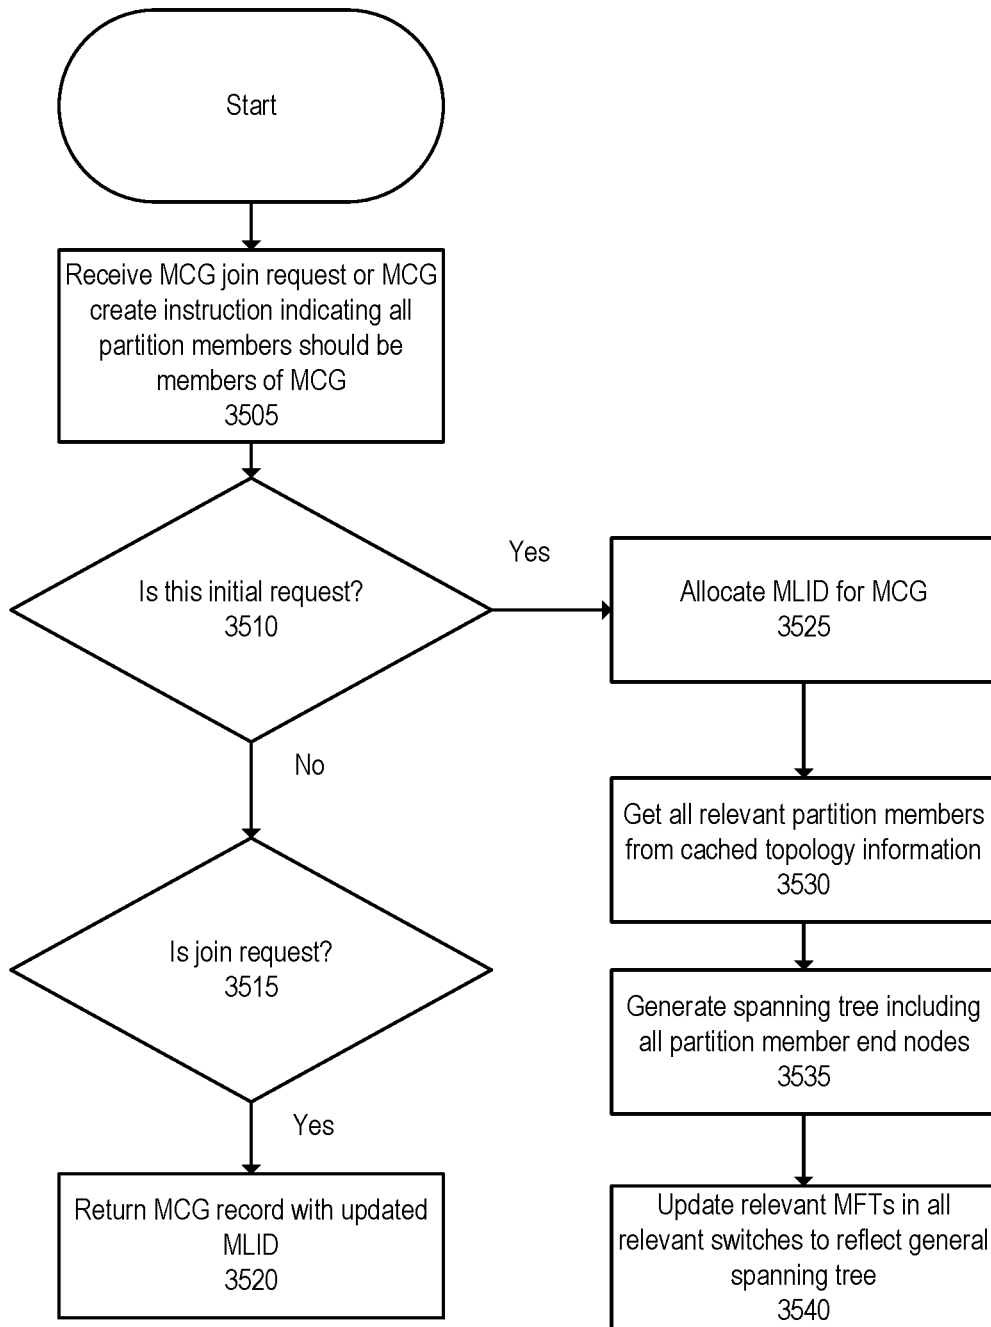 Start
Receive MCG join request or MCG
create instruction indicating all
partition members should be
members of MCG
3505
Is this initial request?
3510
Yes
No
Allocate MLID for MCG
3525
Get all relevant partition members
from cached topology information
3530
Generate spanning tree including
all partition member end nodes
3535
Update relevant MFTs in all
relevant switches to reflect general
spanning tree
3540
Is join request?
3515
Yes
Return MCG record with updated
MLID
3520